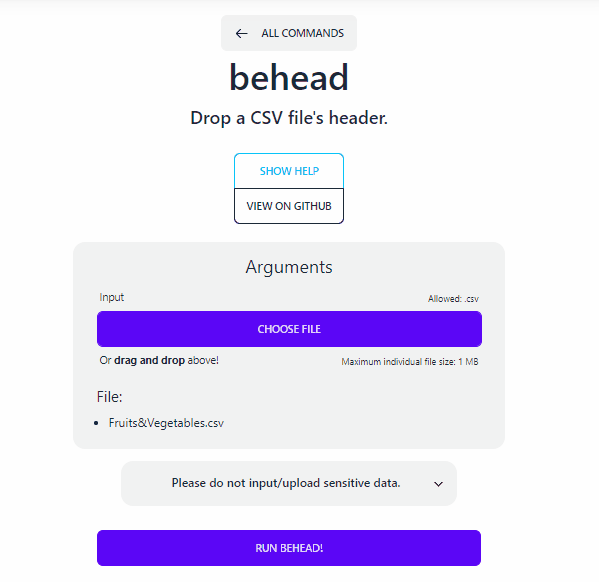 ← ALL COMMANDS
behead
Drop a CSV file's header.
SHOW HELP
VIEW ON GITHUB
Arguments
Input
Allowed: .csv
CHOOSE FILE
Or drag and drop above!
Maximum individual file size: 1 MB
File:
• Fruits&Vegetables.csv
Please do not input/upload sensitive data.
RUN BEHEAD!